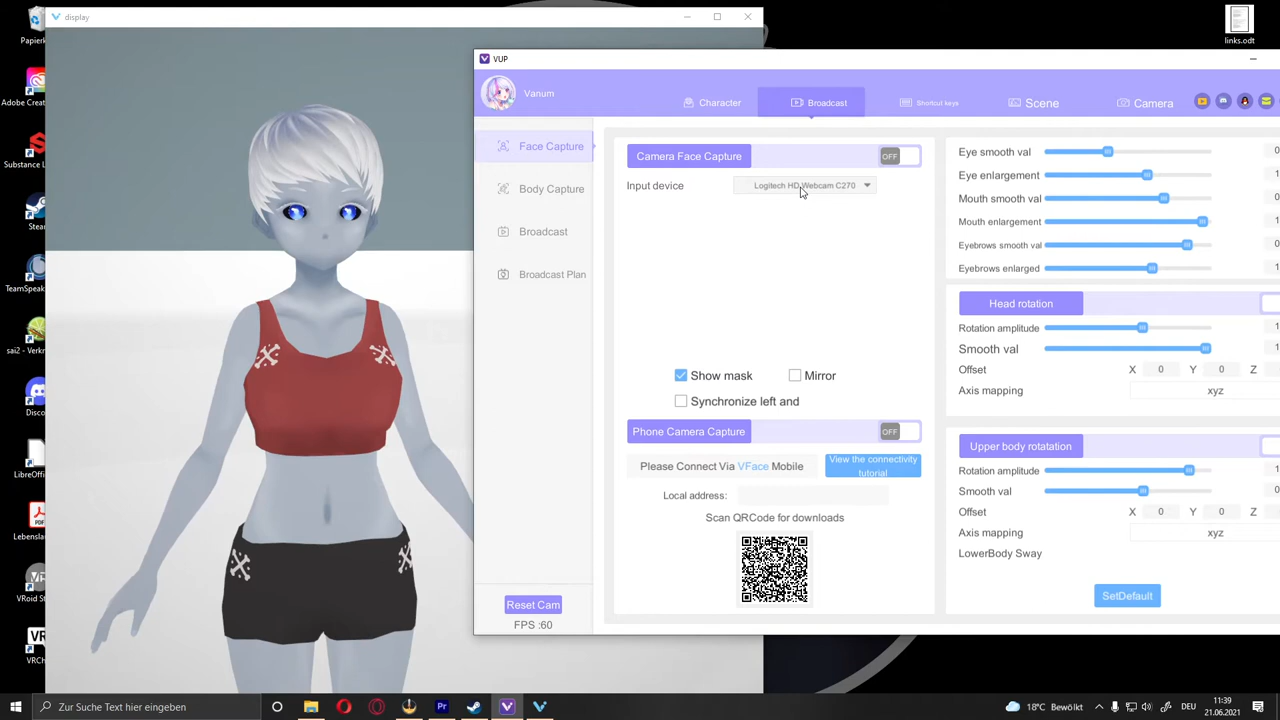 display
Papierk
links.odt
VUP
Vanum
Character
Broadcast
Shortcut keys
Scene
Camera
Adobe Creat
Substance L
Steam
TeamSpeak
sai2 - Verkn
Disco
LibreOffi
Lebensla
VRoid St
VRCh
Face Capture
Body Capture
Broadcast
Broadcast Plan
Reset Cam
FPS :60
Camera Face Capture
OFF
Input device
Logitech HD Webcam C270
Show mask
Mirror
Synchronize left and
Phone Camera Capture
OFF
Please Connect Via VFace Mobile
View the connectivity
tutorial
Local address:
Scan QRCode for downloads
Eye smooth val
Eye enlargement
Mouth smooth val
Mouth enlargement
Eyebrows smooth val
Eyebrows enlarged
Head rotation
Rotation amplitude
Smooth val
Offset X 0 Y 0 Z
Axis mapping xyz
Upper body rotatation
Rotation amplitude
Smooth val
Offset X 0 Y 0 Z
Axis mapping xyz
LowerBody Sway
SetDefault
Zur Suche Text hier eingeben
18°C Bewölkt
DEU
11:39
21.06.2021